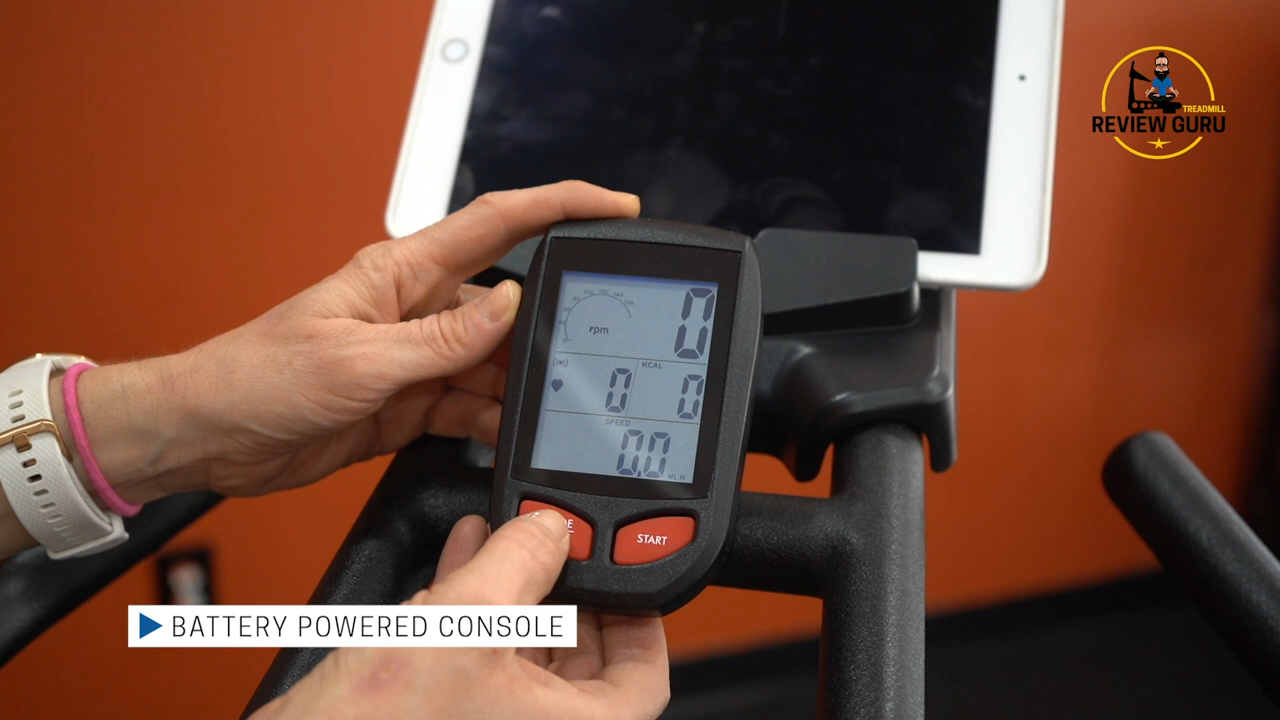 TREADMILL
REVIEW GURU
rpm
0
KCAL
0
0
SPEED
0.0
START
BATTERY POWERED CONSOLE